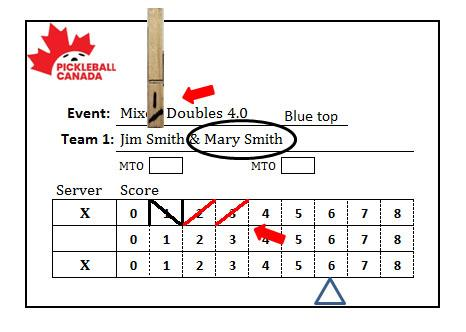 PICKLEBALL
CANADA
Event: Mixed Doubles 4.0 Blue top
Team 1: Jim Smith & Mary Smith
MTO MTO
Server Score
X 0 1 2 3 4 5 6 7 8
0 1 2 3 4 5 6 7 8
X 0 1 2 3 4 5 6 7 8